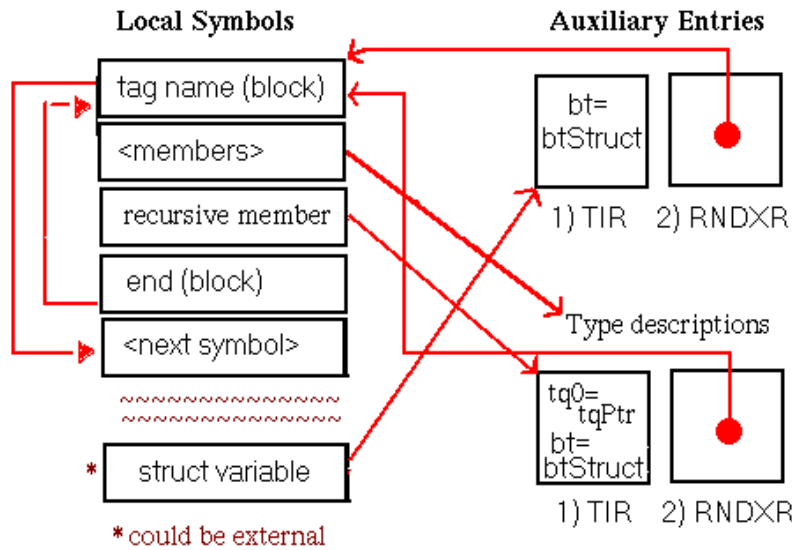 Local Symbols
tag name (block)
<members>
recursive member
end (block)
<next symbol>
~~~~~~~~~~~~~~
~~~~~~~~~~~~~~
* struct variable
* could be external
Auxiliary Entries
bt=
btStruct
1) TIR 2) RNDXR
Type descriptions
tq0=
tqPtr
bt=
btStruct
1) TIR 2) RNDXR